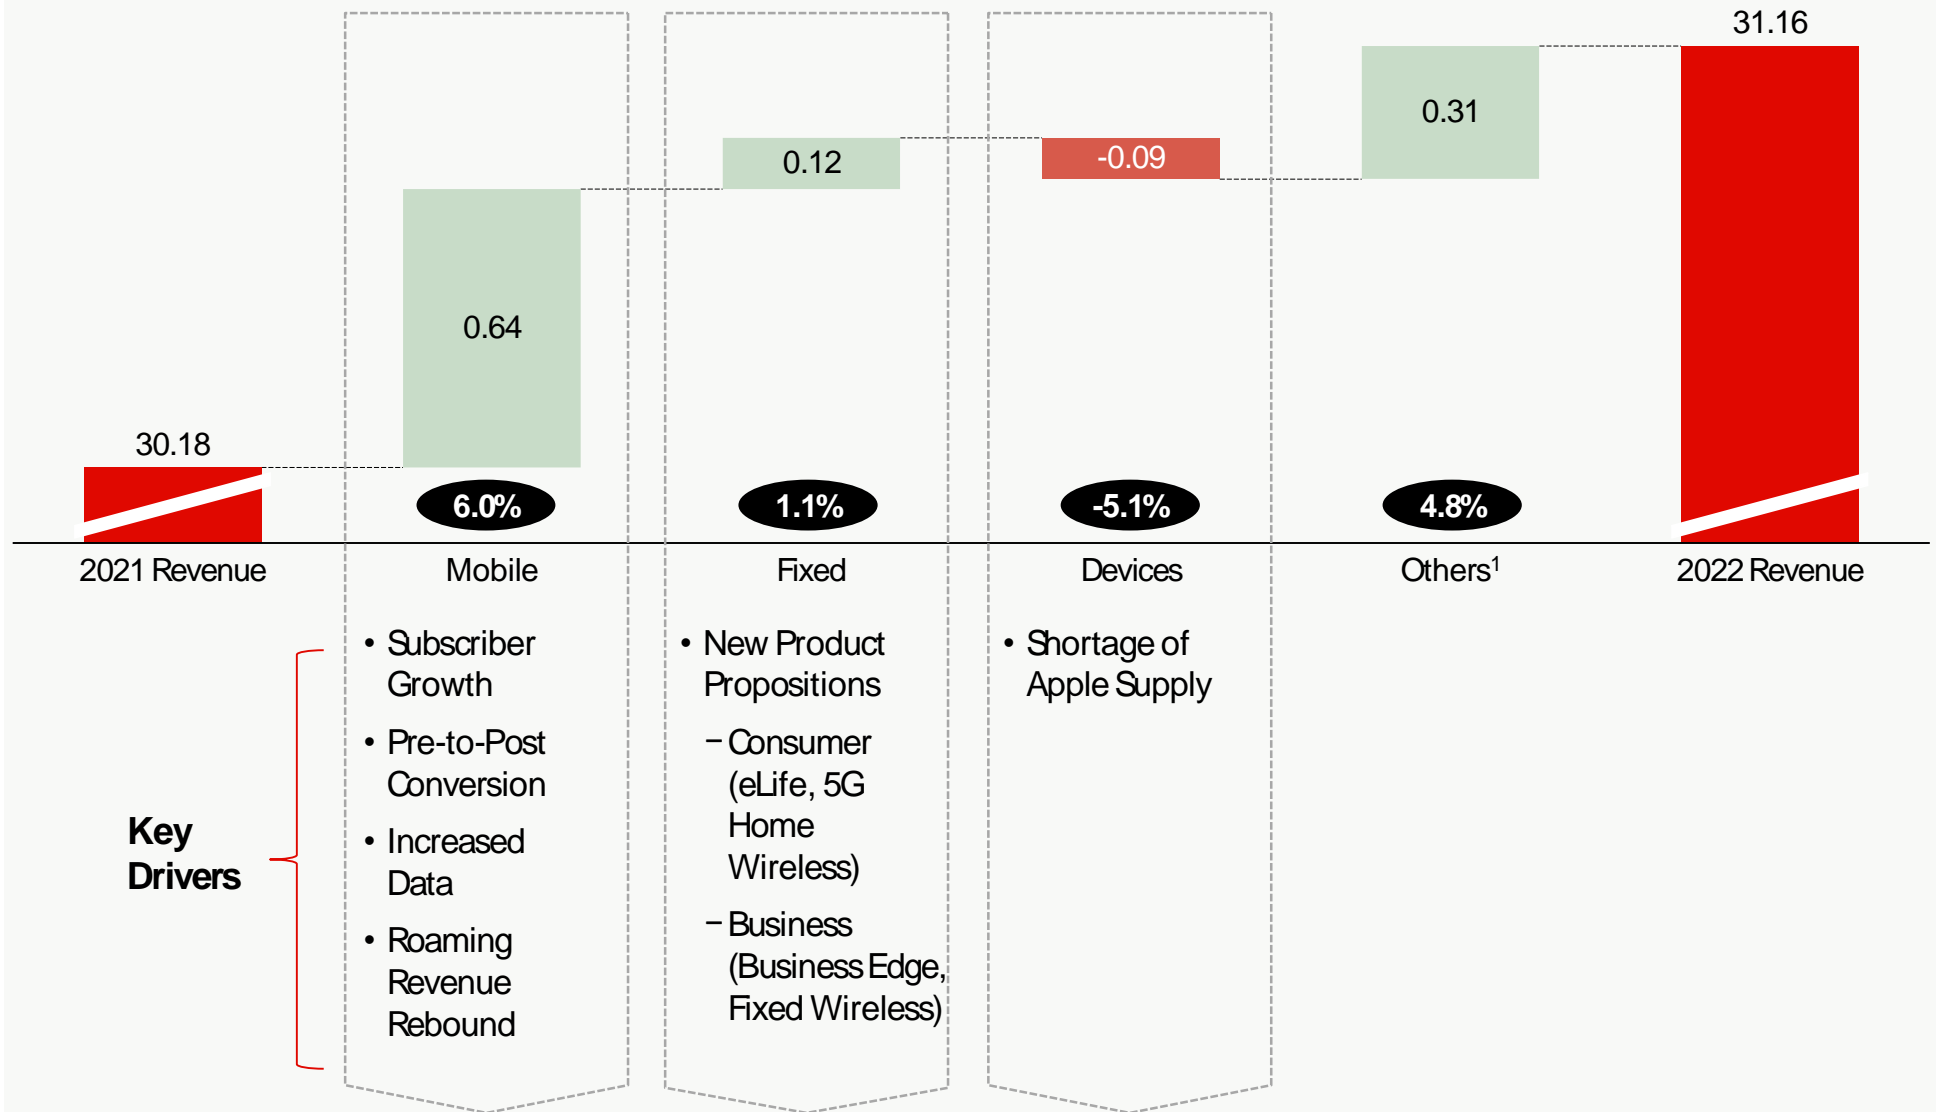 31.16
0.31
0.12
-0.09
0.64
30.18
6.0%
1.1%
-5.1%
4.8%
2021 Revenue
Mobile
Fixed
Devices
Others¹
2022 Revenue
Key
Drivers
• Subscriber
Growth
• Pre-to-Post
Conversion
• Increased
Data
• Roaming
Revenue
Rebound
• New Product
Propositions
– Consumer
(eLife, 5G
Home
Wireless)
– Business
(Business Edge,
Fixed Wireless)
• Shortage of
Apple Supply